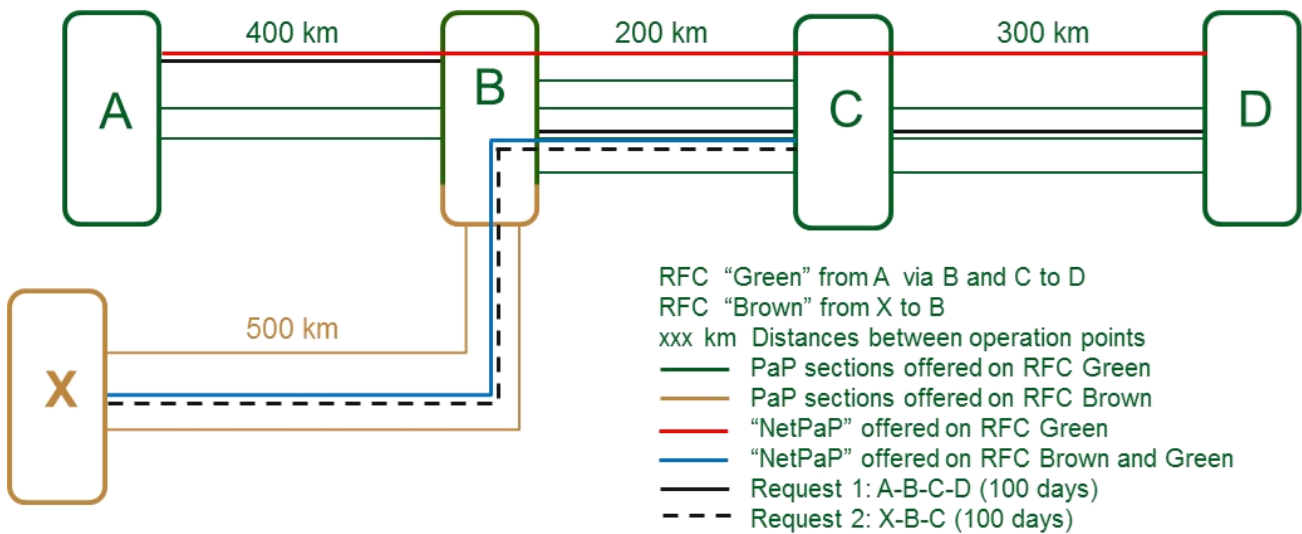 400 km
200 km
300 km
A
B
C
D
500 km
X
RFC “Green” from A via B and C to D
RFC “Brown” from X to B
xxx km Distances between operation points
PaP sections offered on RFC Green
PaP sections offered on RFC Brown
“NetPaP” offered on RFC Green
“NetPaP” offered on RFC Brown and Green
Request 1: A-B-C-D (100 days)
Request 2: X-B-C (100 days)